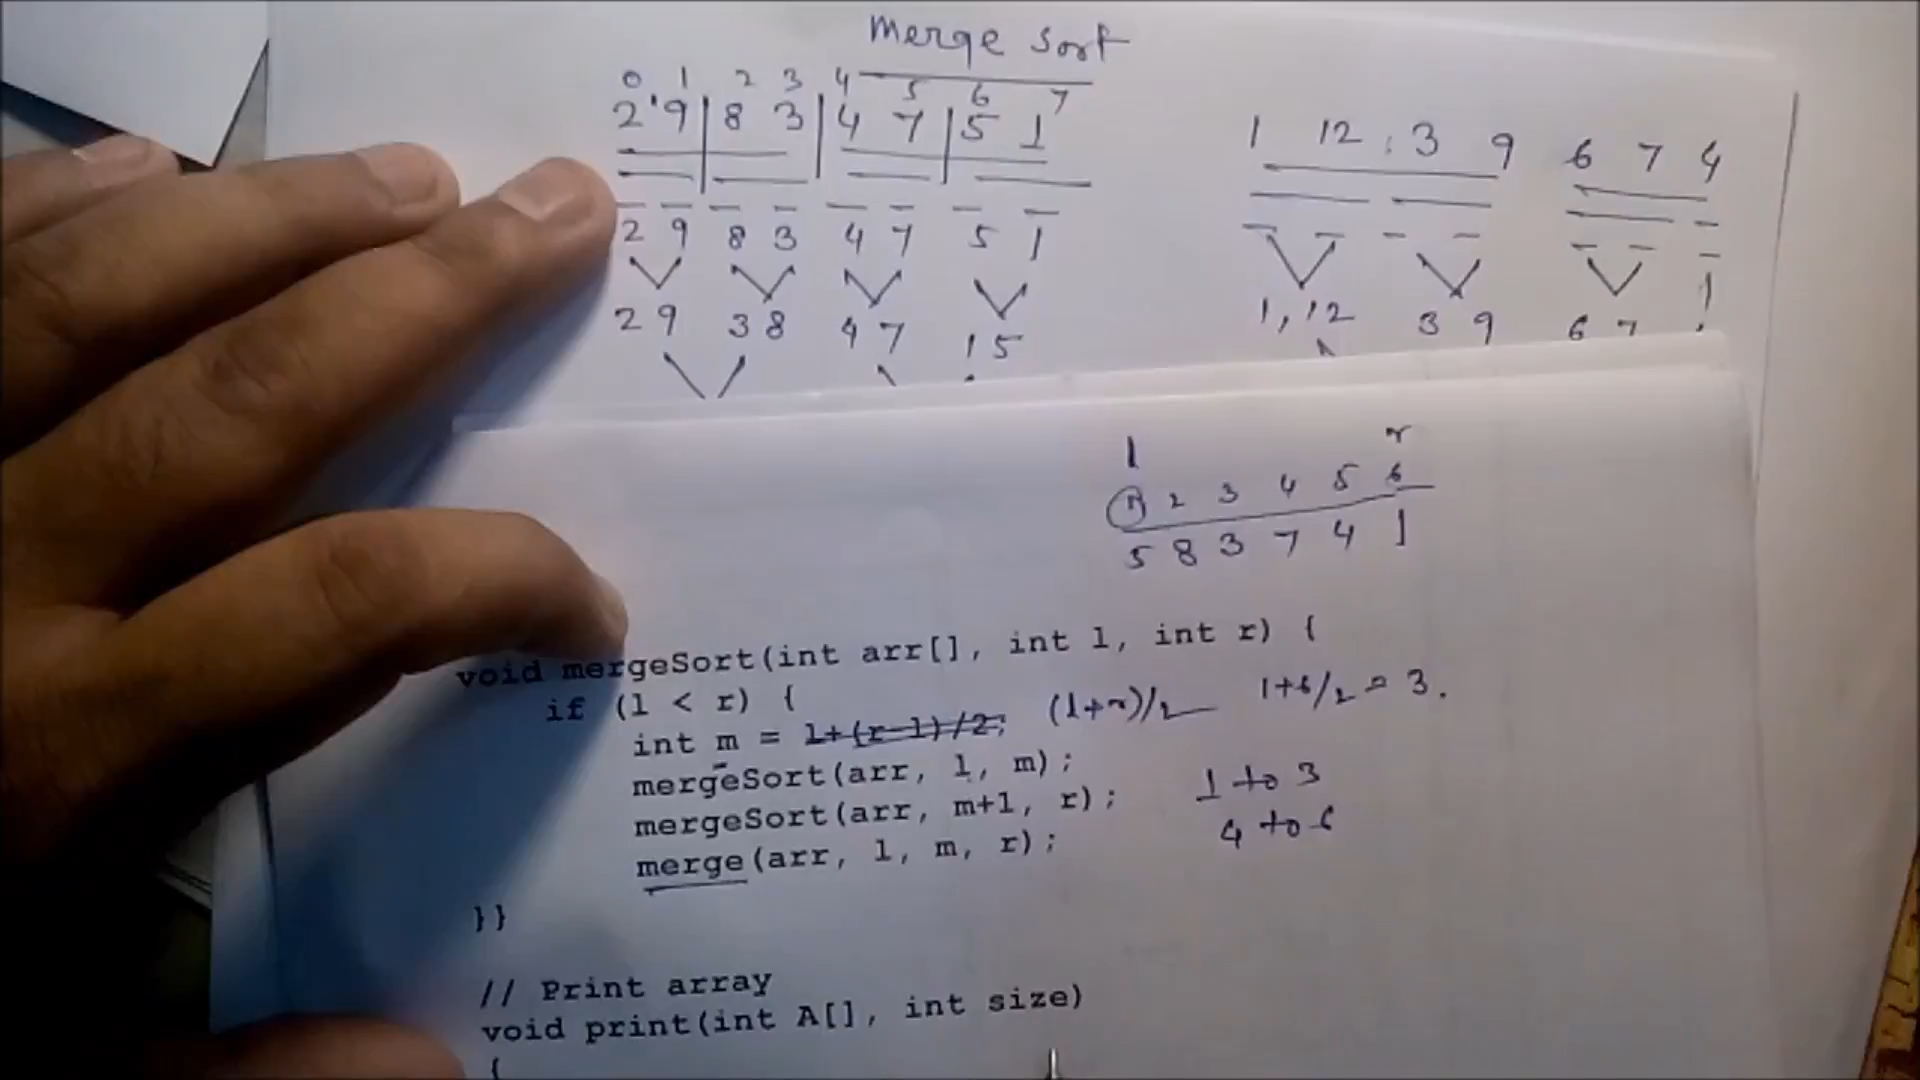 merge sort
0 1 2 3 4 5 6 7
2 9 8 3 4 7 5 1
2 9 8 3 4 7 5 1
2 9 3 8 4 7 1 5
1 12 3 9 6 7 4
1, 12 3 9 6 7
l r
1 2 3 4 5 6
5 8 3 7 4 1
void mergeSort(int arr[], int l, int r) {
if (l < r) {
int m = l+(r-l)/2; (l+r)/2 1+6/2 = 3.
mergeSort(arr, l, m);
mergeSort(arr, m+1, r); 1 to 3
merge(arr, l, m, r); 4 to 6
}}
// Print array
void print(int A[], int size)
{